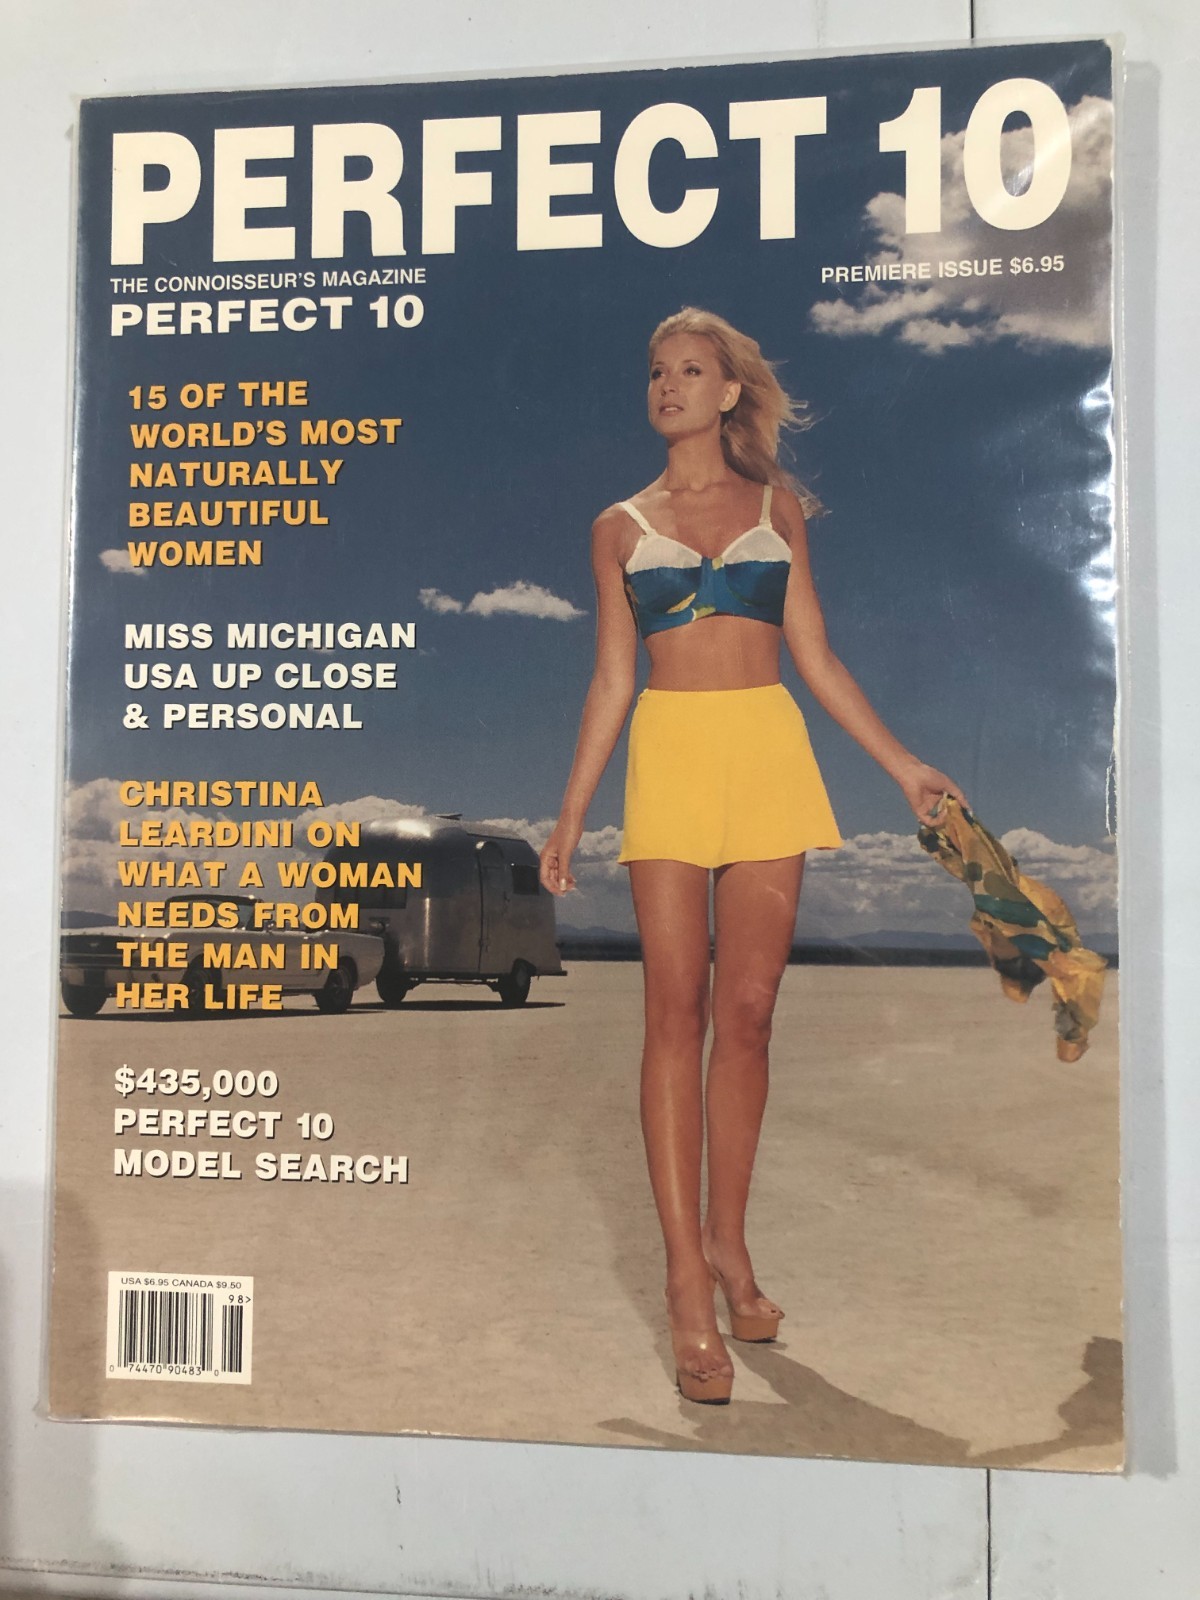 PERFECT 10
THE CONNOISSEUR'S MAGAZINE
PERFECT 10
PREMIERE ISSUE $6.95
15 OF THE
WORLD'S MOST
NATURALLY
BEAUTIFUL
WOMEN
MISS MICHIGAN
USA UP CLOSE
& PERSONAL
CHRISTINA
LEARDINI ON
WHAT A WOMAN
NEEDS FROM
THE MAN IN
HER LIFE
$435,000
PERFECT 10
MODEL SEARCH
USA $6.95 CANADA $9.50
98>
0 74470 90483 0